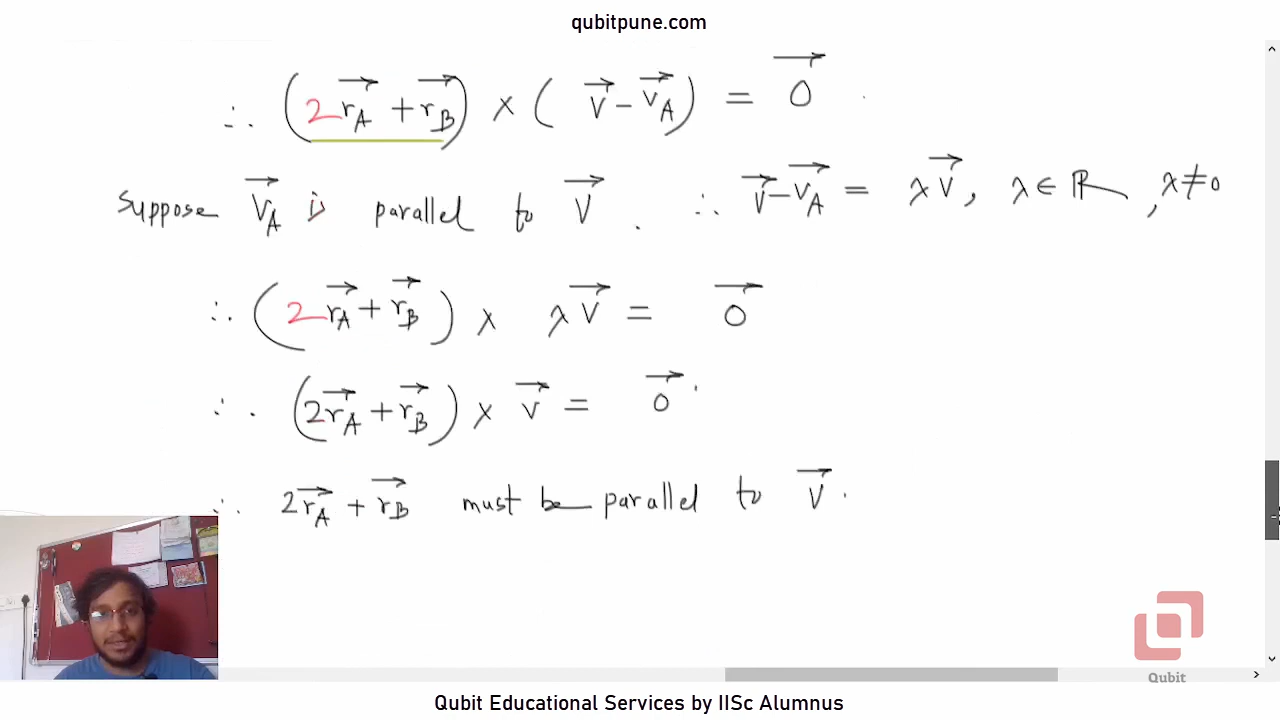 qubitpune.com
∴ (2r⃗_A + r⃗_B) × (v⃗ − v⃗_A) = 0⃗
Suppose v⃗_A is parallel to v⃗. ∴ v⃗ − v⃗_A = λv⃗, λ ∈ ℝ, λ≠0
∴ (2r⃗_A + r⃗_B) × λv⃗ = 0⃗
∴ (2r⃗_A + r⃗_B) × v⃗ = 0⃗
∴ 2r⃗_A + r⃗_B must be parallel to v⃗.
Qubit
Qubit Educational Services by IISc Alumnus